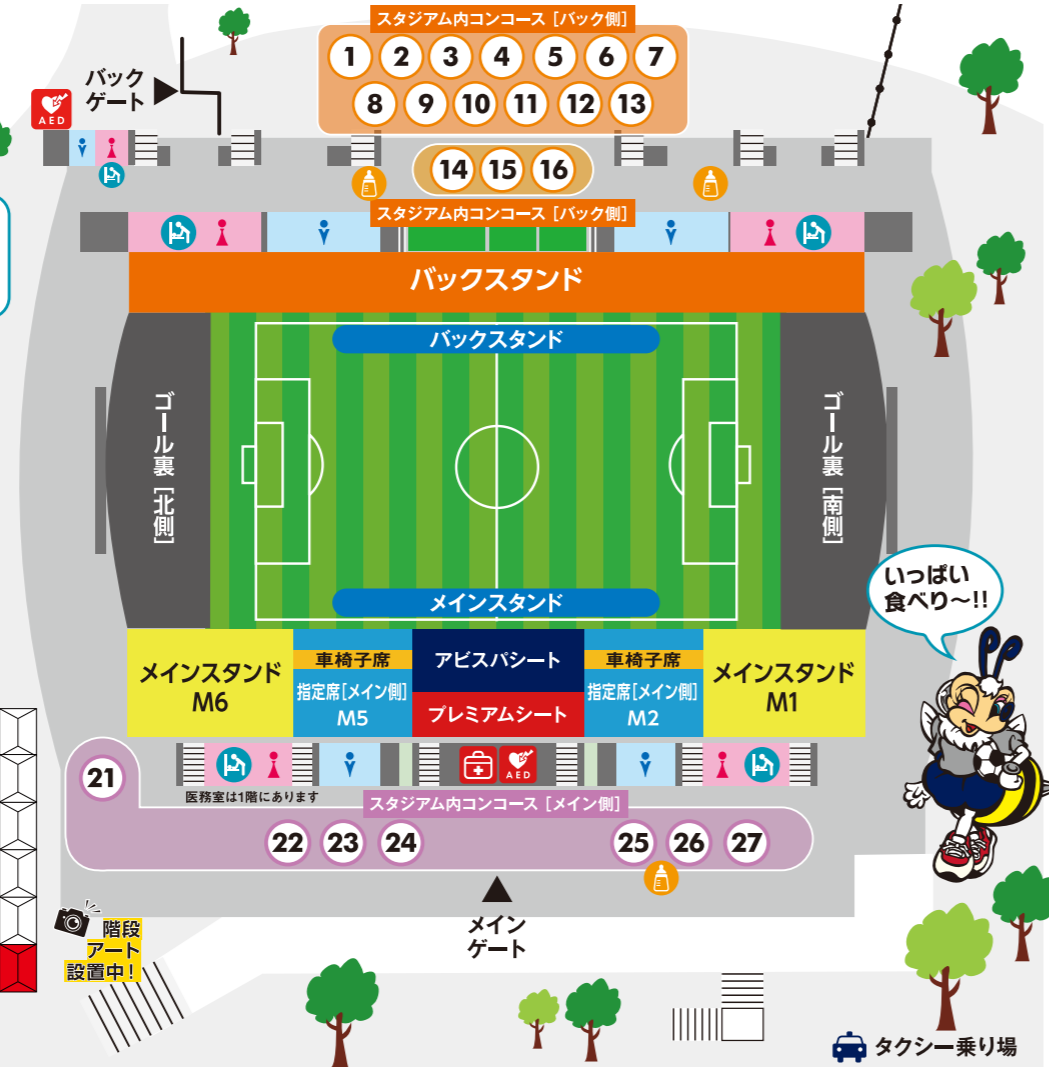 スタジアム内コンコース [バック側]
1 2 3 4 5 6 7
8 9 10 11 12 13
バック
ゲート
AED
14 15 16
スタジアム内コンコース [バック側]
バックスタンド
バックスタンド
ゴール裏 [北側]
ゴール裏 [南側]
メインスタンド
いっぱい
食べり〜!!
メインスタンド
M6
車椅子席
指定席[メイン側]
M5
アビスパシート
プレミアムシート
車椅子席
指定席[メイン側]
M2
メインスタンド
M1
AED
医務室は1階にあります
スタジアム内コンコース [メイン側]
21
22 23 24 25 26 27
メイン
ゲート
階段
アート
設置中!
タクシー乗り場